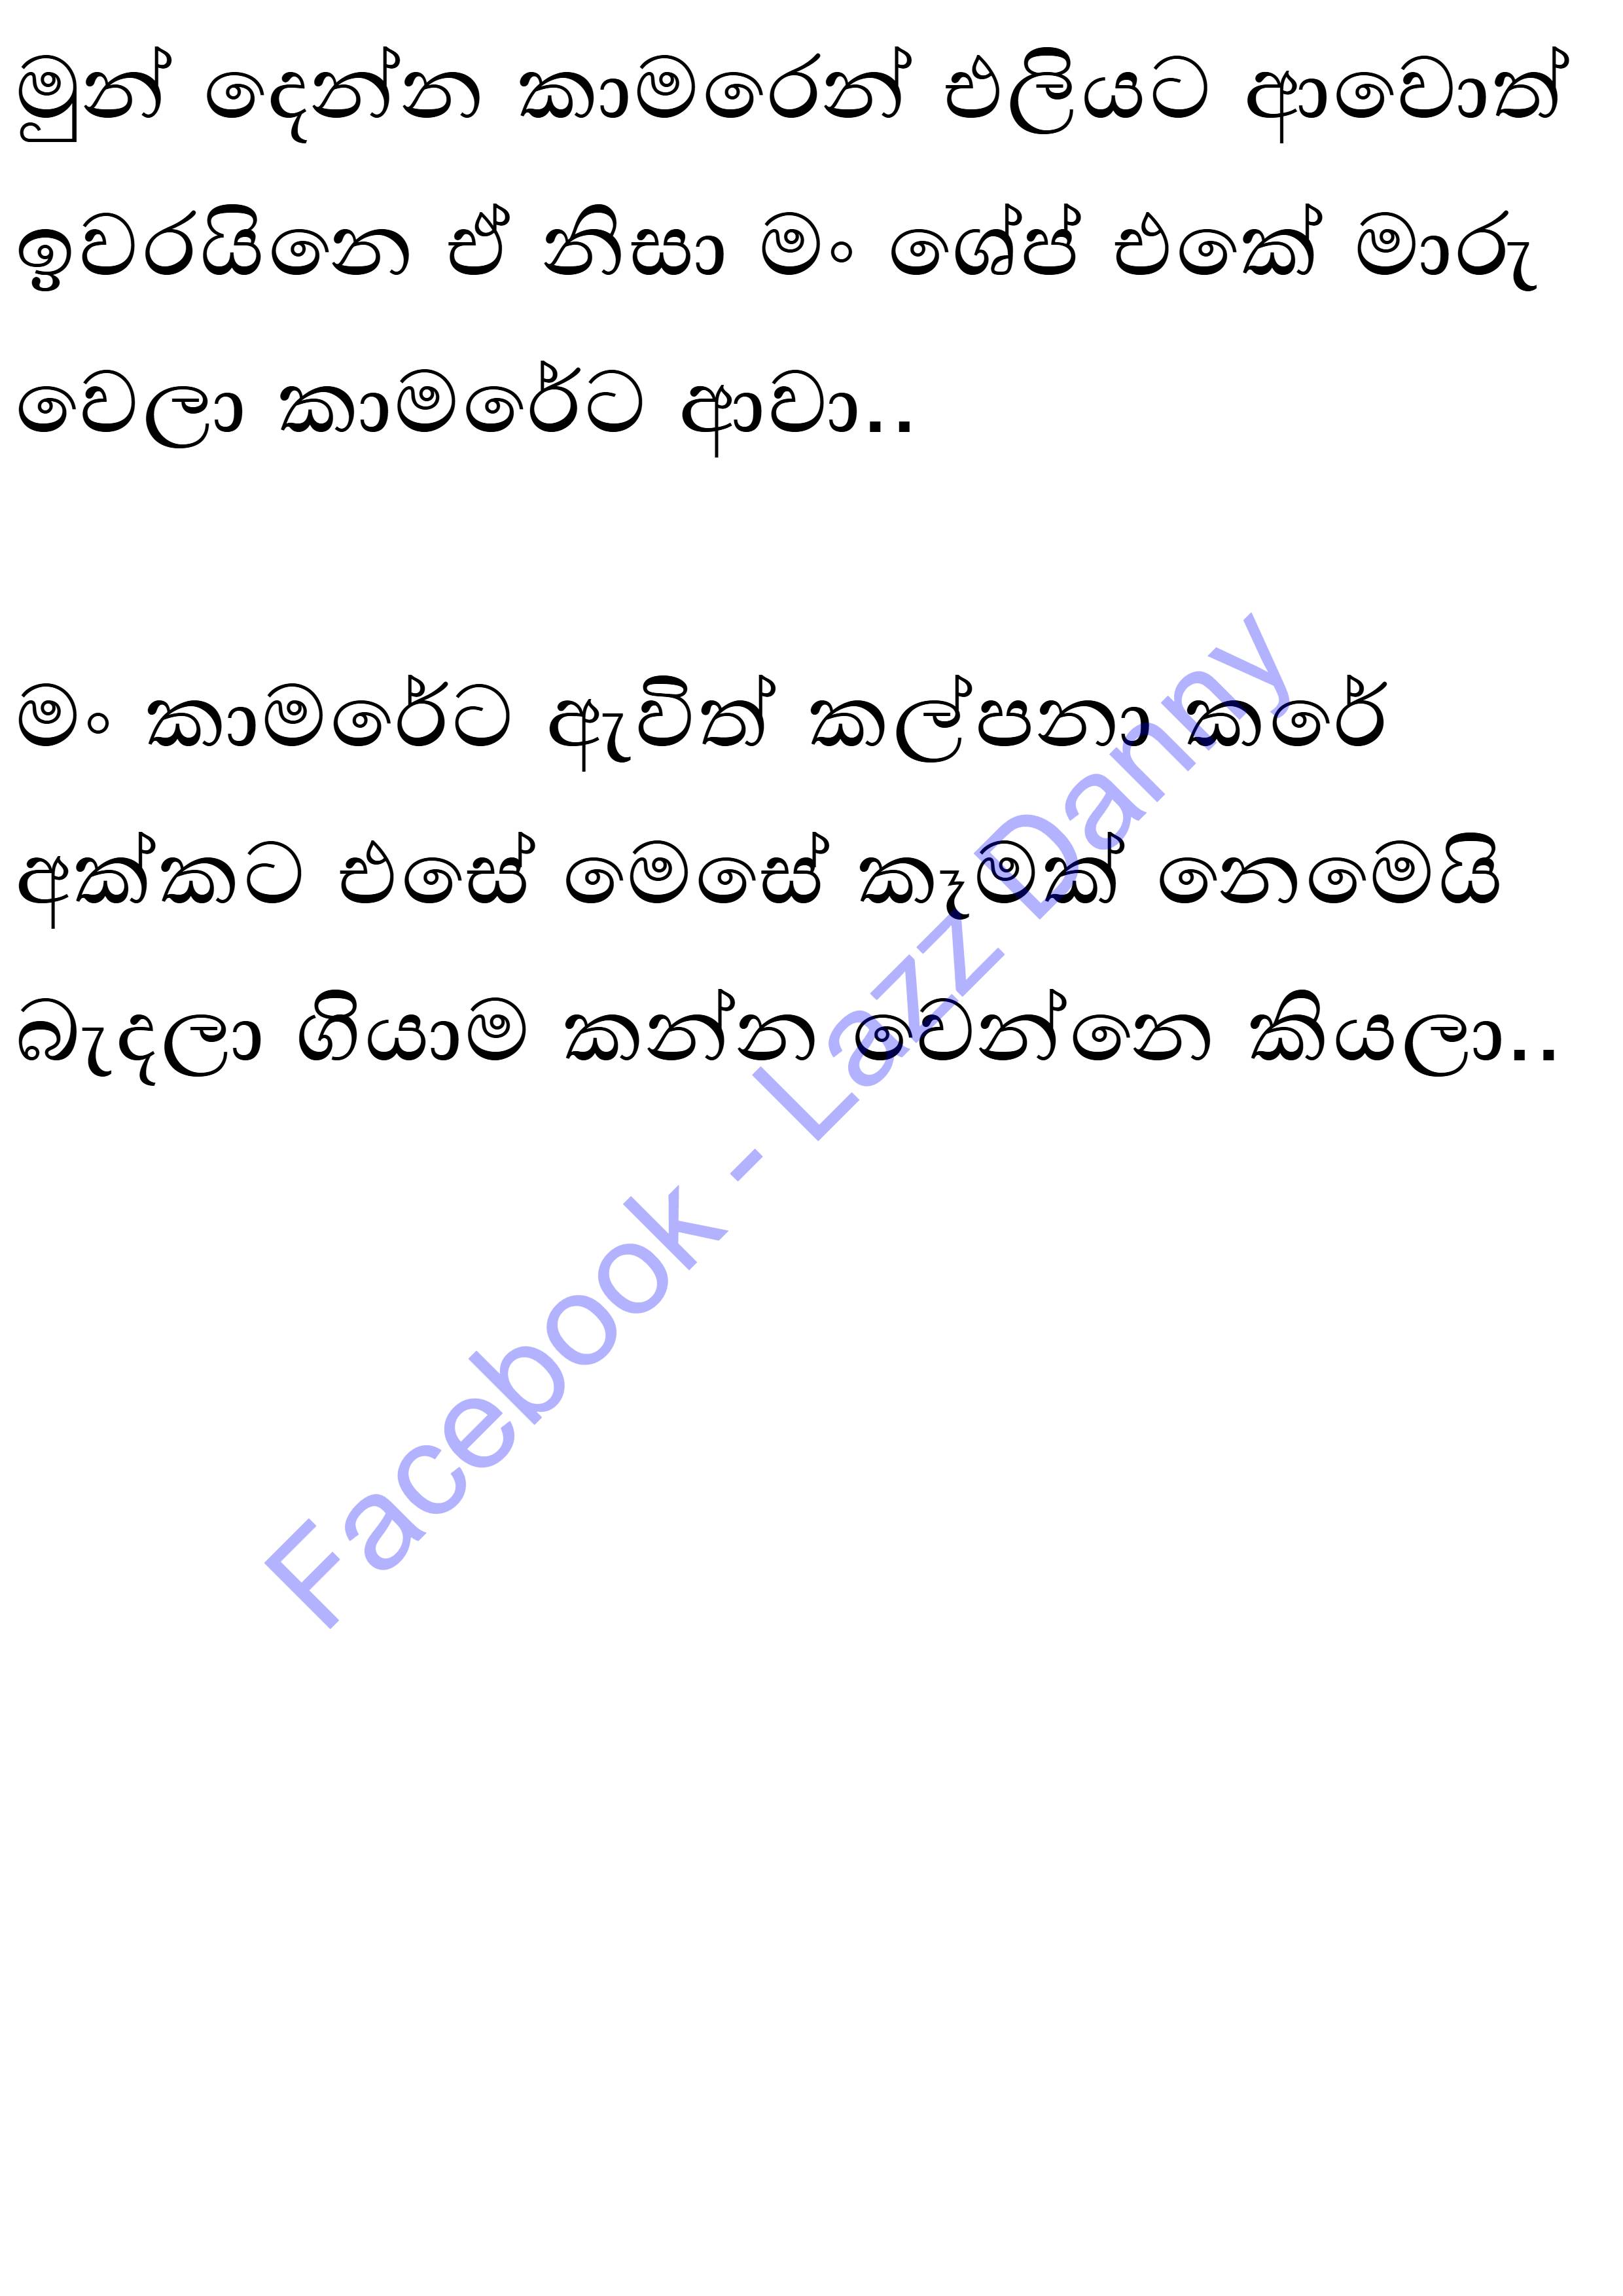 මුන් දෙන්න කාමරෙන් එලියට ආවොත්
ඉවරයිනෙ ඒ නිසා මං ශේප් එකේ මාරු
වෙලා කාමරේට ආවා..
මං කාමරේට ඇවිත් කල්පනා කරේ
අක්කට එසේ මෙසේ කෑමක් නෙමෙයි
බැදලා ගියාම කන්න වෙන්නෙ කියලා..
Facebook - Lazz Danny